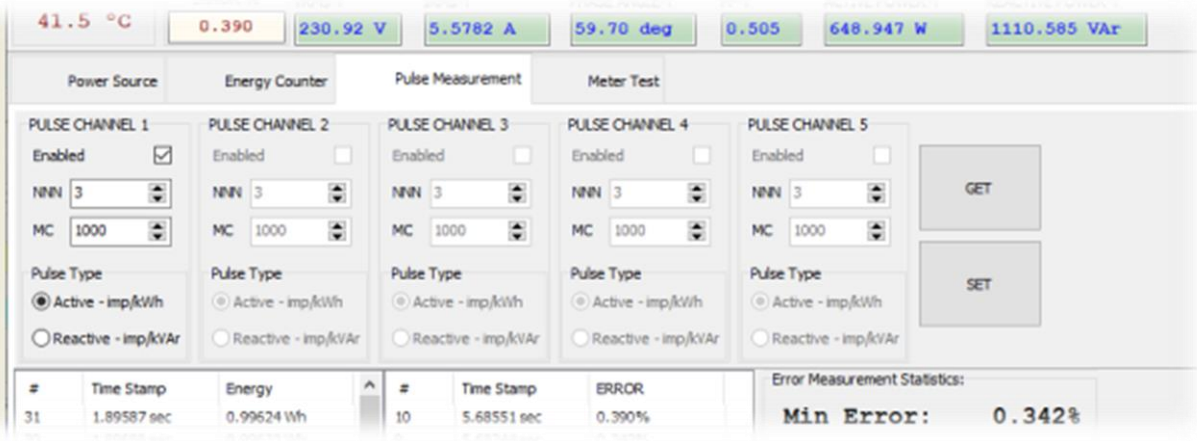 41.5 °C 0.390 230.92 V 5.5782 A 59.70 deg 0.505 648.947 W 1110.585 VAr
Power Source Energy Counter Pulse Measurement Meter Test
PULSE CHANNEL 1 PULSE CHANNEL 2 PULSE CHANNEL 3 PULSE CHANNEL 4 PULSE CHANNEL 5
Enabled Enabled Enabled Enabled Enabled
NNN 3 NNN 3 NNN 3 NNN 3 NNN 3 GET
MC 1000 MC 1000 MC 1000 MC 1000 MC 1000
Pulse Type Pulse Type Pulse Type Pulse Type Pulse Type SET
Active - imp/kWh Active - imp/kWh Active - imp/kWh Active - imp/kWh Active - imp/kWh
Reactive - imp/kVAr Reactive - imp/kVAr Reactive - imp/kVAr Reactive - imp/kVAr Reactive - imp/kVAr
# Time Stamp Energy # Time Stamp ERROR Error Measurement Statistics:
31 1.89587 sec 0.99624 Wh 10 5.68551 sec 0.390% Min Error: 0.342%